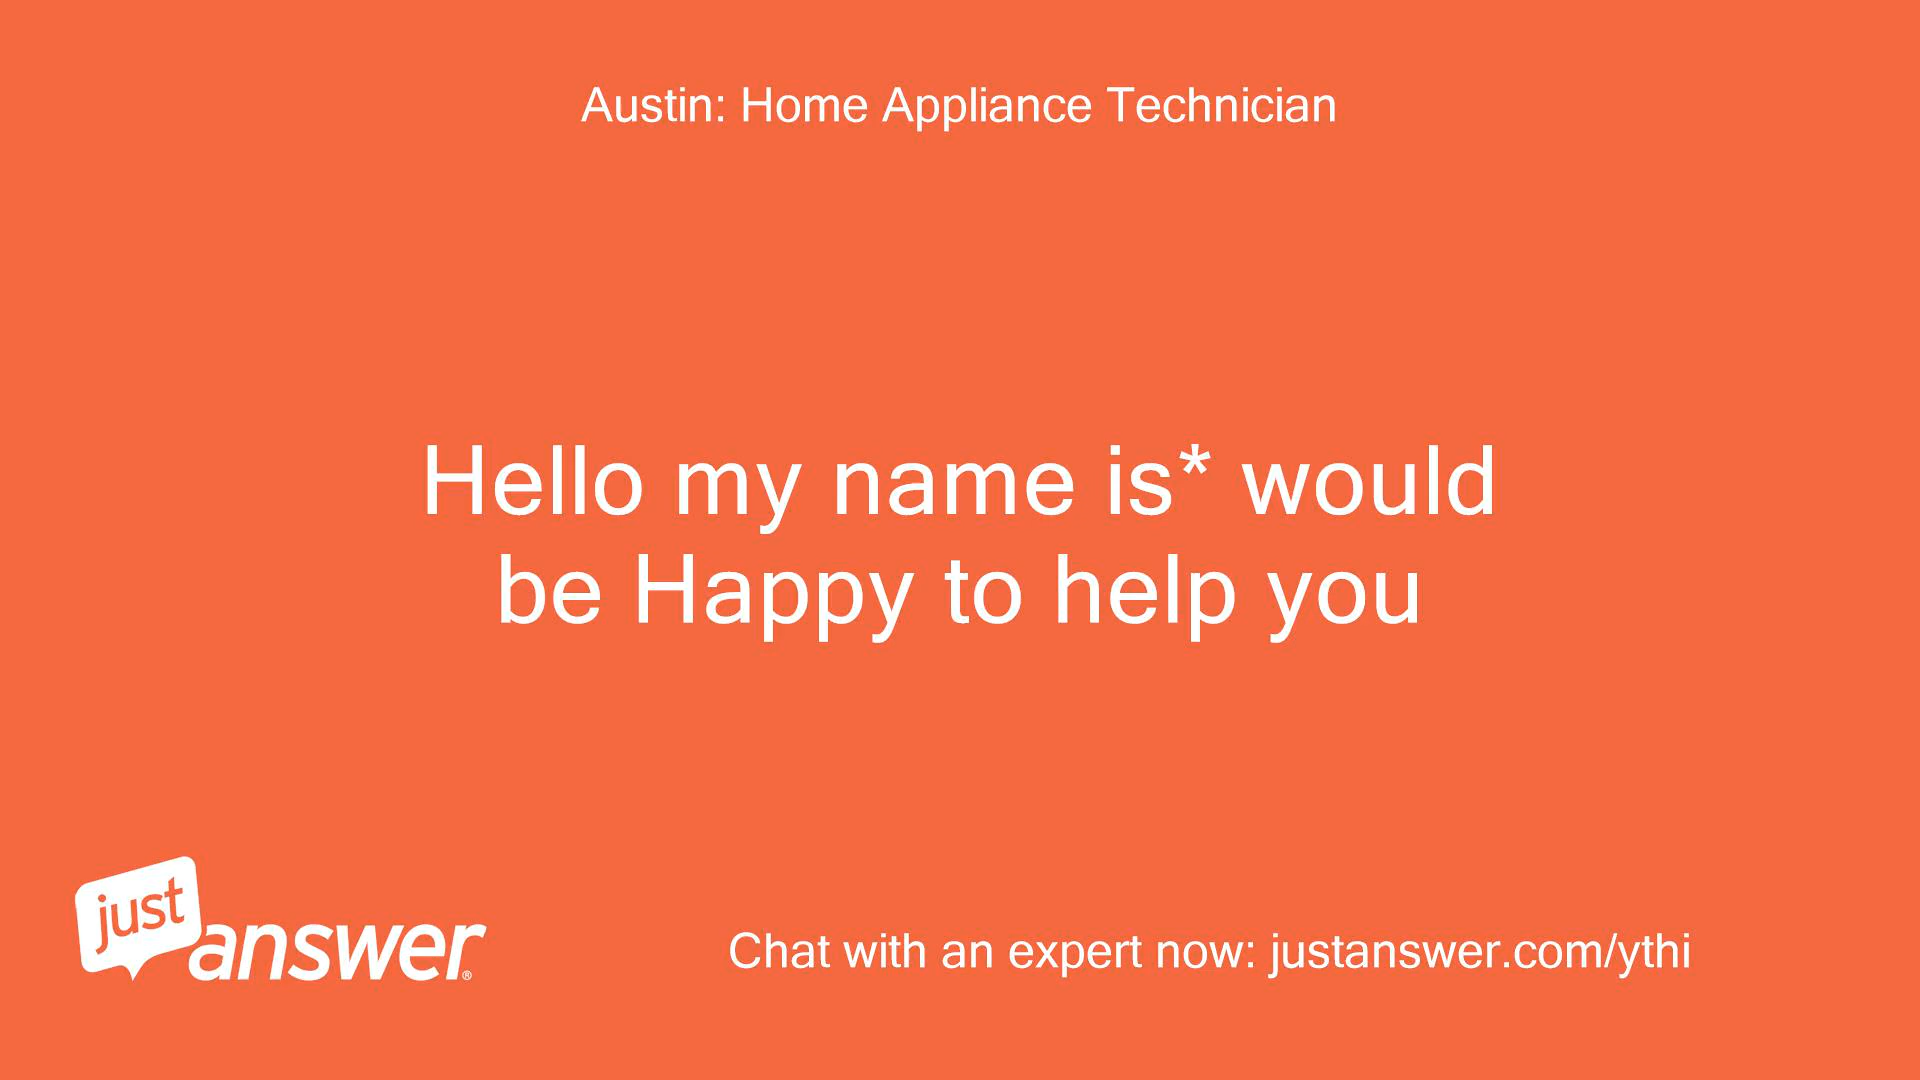 Austin: Home Appliance Technician
Hello my name is* would
be Happy to help you
just
answer®
Chat with an expert now: justanswer.com/ythi